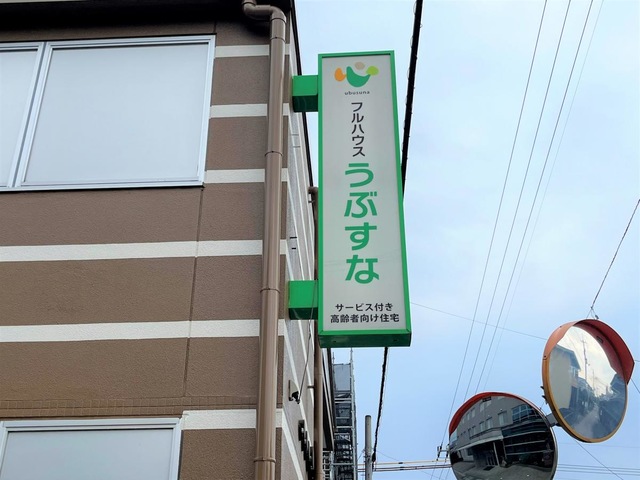 ubusuna
フルハウス
うぶすな
サービス付き
高齢者向け住宅